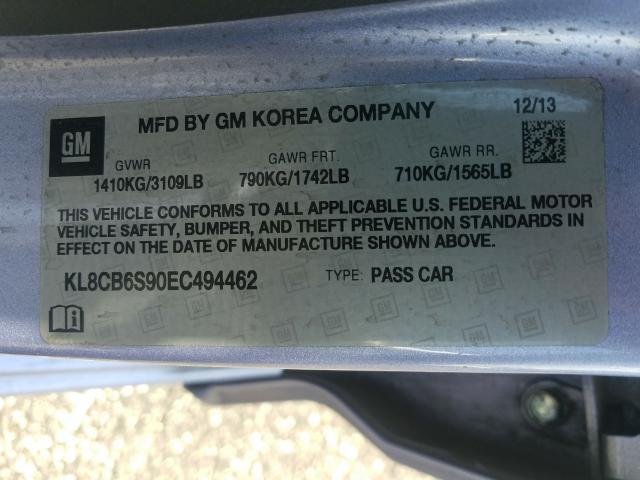 GM
MFD BY GM KOREA COMPANY 12/13
GVWR GAWR FRT. GAWR RR.
1410KG/3109LB 790KG/1742LB 710KG/1565LB
THIS VEHICLE CONFORMS TO ALL APPLICABLE U.S. FEDERAL MOTOR
VEHICLE SAFETY, BUMPER, AND THEFT PREVENTION STANDARDS IN
EFFECT ON THE DATE OF MANUFACTURE SHOWN ABOVE.
KL8CB6S90EC494462 TYPE: PASS CAR